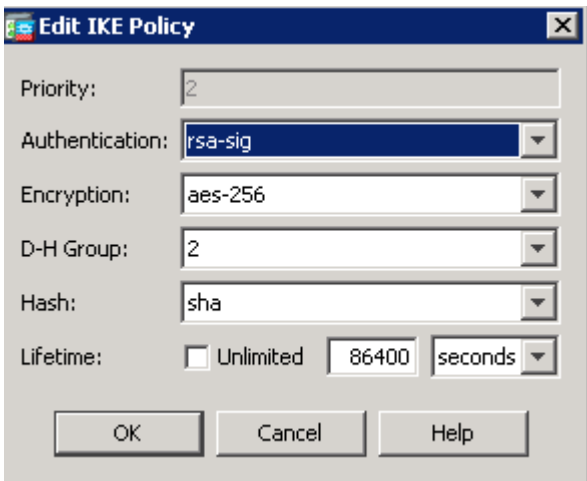 Edit IKE Policy
Priority: 2
Authentication: rsa-sig
Encryption: aes-256
D-H Group: 2
Hash: sha
Lifetime: Unlimited 86400 seconds
OK Cancel Help